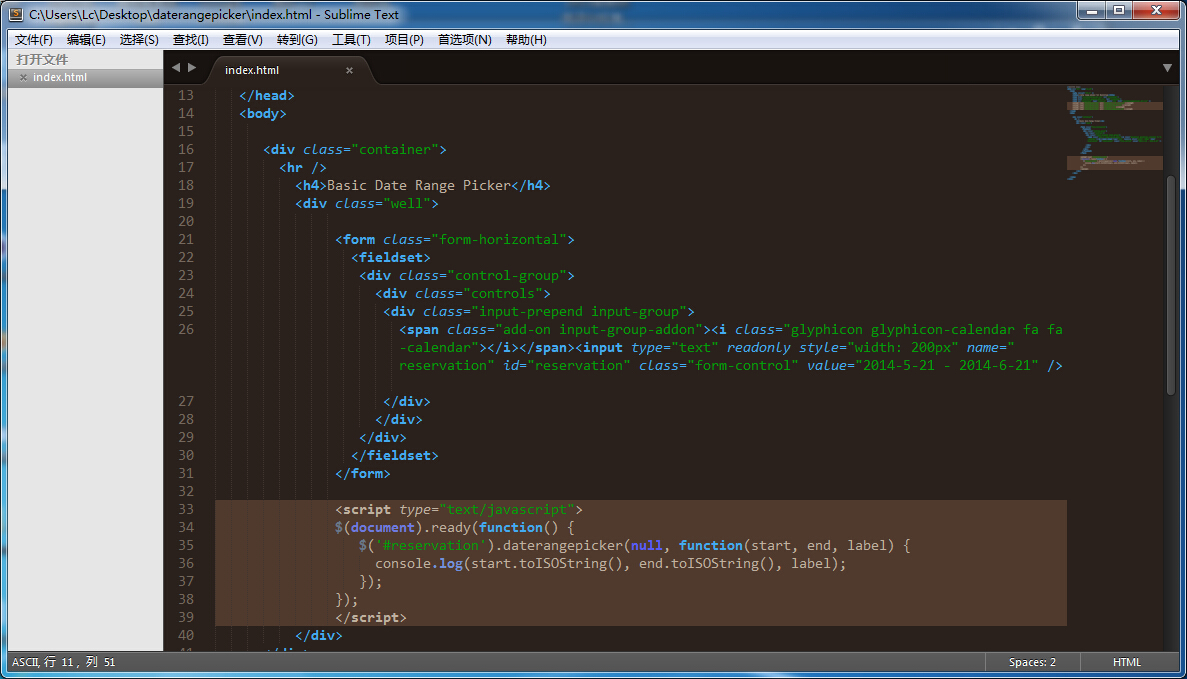 C:\Users\Lc\Desktop\daterangepicker\index.html - Sublime Text
文件(F) 编辑(E) 选择(S) 查找(I) 查看(V) 转到(G) 工具(T) 项目(P) 首选项(N) 帮助(H)
打开文件
index.html
index.html
13 </head>
14 <body>
15
16 <div class="container">
17 <hr />
18 <h4>Basic Date Range Picker</h4>
19 <div class="well">
20
21 <form class="form-horizontal">
22 <fieldset>
23 <div class="control-group">
24 <div class="controls">
25 <div class="input-prepend input-group">
26 <span class="add-on input-group-addon"><i class="glyphicon glyphicon-calendar fa fa
-calendar"></i></span><input type="text" readonly style="width: 200px" name="
reservation" id="reservation" class="form-control" value="2014-5-21 - 2014-6-21" />
27 </div>
28 </div>
29 </div>
30 </fieldset>
31 </form>
32
33 <script type="text/javascript">
34 $(document).ready(function() {
35 $('#reservation').daterangepicker(null, function(start, end, label) {
36 console.log(start.toISOString(), end.toISOString(), label);
37 });
38 });
39 </script>
40 </div>
ASCII, 行 11 , 列 51
Spaces: 2
HTML